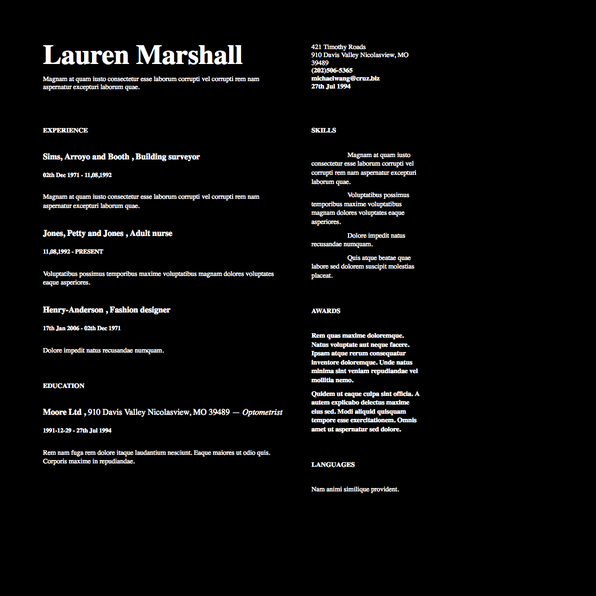 Lauren Marshall
Magnam at quam iusto consectetur esse laborum corrupti vel corrupti rem nam
aspernatur excepturi laborum quae.
421 Timothy Roads
910 Davis Valley Nicolasview, MO
39489
(202)506-5365
michaelwang@cruz.biz
27th Jul 1994
EXPERIENCE
Sims, Arroyo and Booth , Building surveyor
02th Dec 1971 - 11,08,1992
Magnam at quam iusto consectetur esse laborum corrupti vel corrupti rem nam
aspernatur excepturi laborum quae.
Jones, Petty and Jones , Adult nurse
11,08,1992 - PRESENT
Voluptatibus possimus temporibus maxime voluptatibus magnam dolores voluptates
eaque asperiores.
Henry-Anderson , Fashion designer
17th Jan 2006 - 02th Dec 1971
Dolore impedit natus recusandae numquam.
EDUCATION
Moore Ltd , 910 Davis Valley Nicolasview, MO 39489 — Optometrist
1991-12-29 - 27th Jul 1994
Rem nam fuga rem dolore itaque laudantium nesciunt. Eaque maiores ut odio quis.
Corporis maxime in repudiandae.
SKILLS
Magnam at quam iusto
consectetur esse laborum corrupti vel
corrupti rem nam aspernatur excepturi
laborum quae.
Voluptatibus possimus
temporibus maxime voluptatibus
magnam dolores voluptates eaque
asperiores.
Dolore impedit natus
recusandae numquam.
Quis atque beatae quae
labore sed dolorem suscipit molestias
placeat.
AWARDS
Rem quas maxime doloremque.
Natus voluptate aut neque facere.
Ipsam atque rerum consequatur
inventore doloremque. Unde natus
minima sint veniam repudiandae vel
mollitia nemo.
Quidem ut eaque culpa sint officia. A
autem explicabo delectus maxime
eius sed. Modi aliquid quisquam
tempore esse exercitationem. Omnis
amet ut aspernatur sed dolore.
LANGUAGES
Nam animi similique provident.